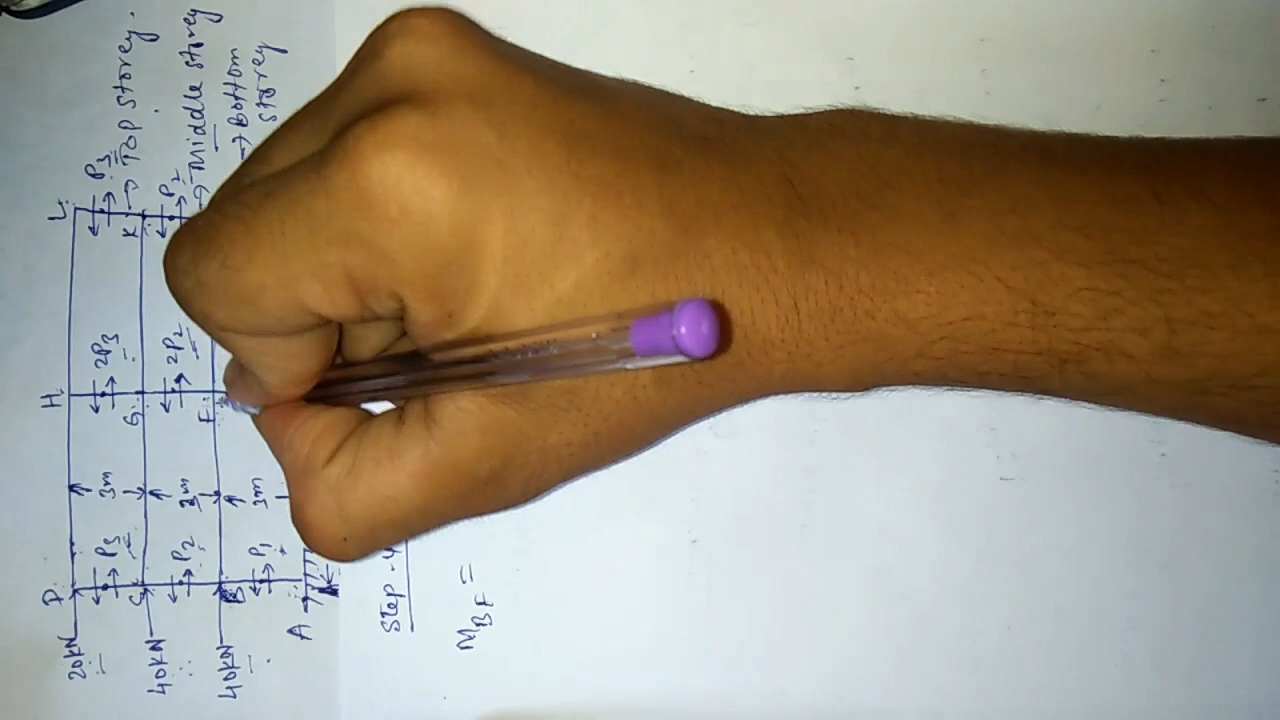 20kN D H L
P3 2P3 P3 → Top storey.
3m
40kN C G K
P2 2P2 P2 → Middle storey
3m
40kN B F
P1 → Bottom storey
3m
A
Step-4
MBF =